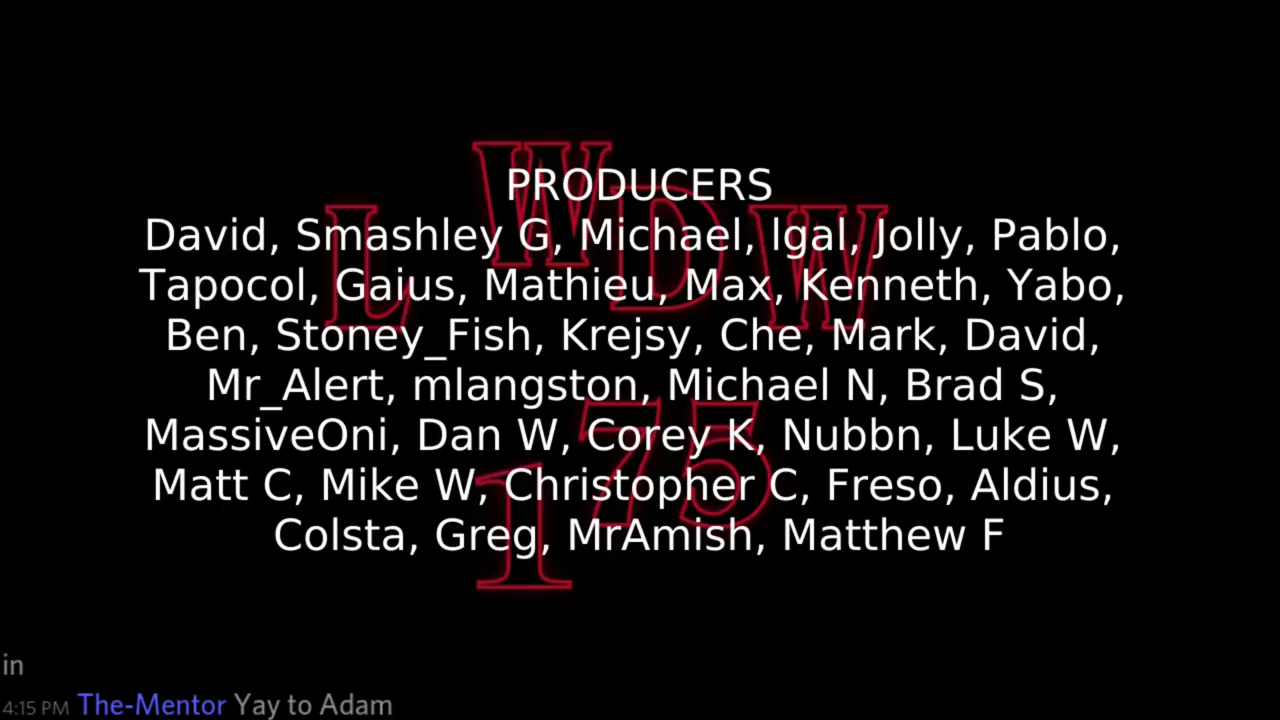 PRODUCERS
David, Smashley G, Michael, Igal, Jolly, Pablo,
Tapocol, Gaius, Mathieu, Max, Kenneth, Yabo,
Ben, Stoney_Fish, Krejsy, Che, Mark, David,
Mr_Alert, mlangston, Michael N, Brad S,
MassiveOni, Dan W, Corey K, Nubbn, Luke W,
Matt C, Mike W, Christopher C, Freso, Aldius,
Colsta, Greg, MrAmish, Matthew F
LWDW
175
in
4:15 PM The-Mentor Yay to Adam